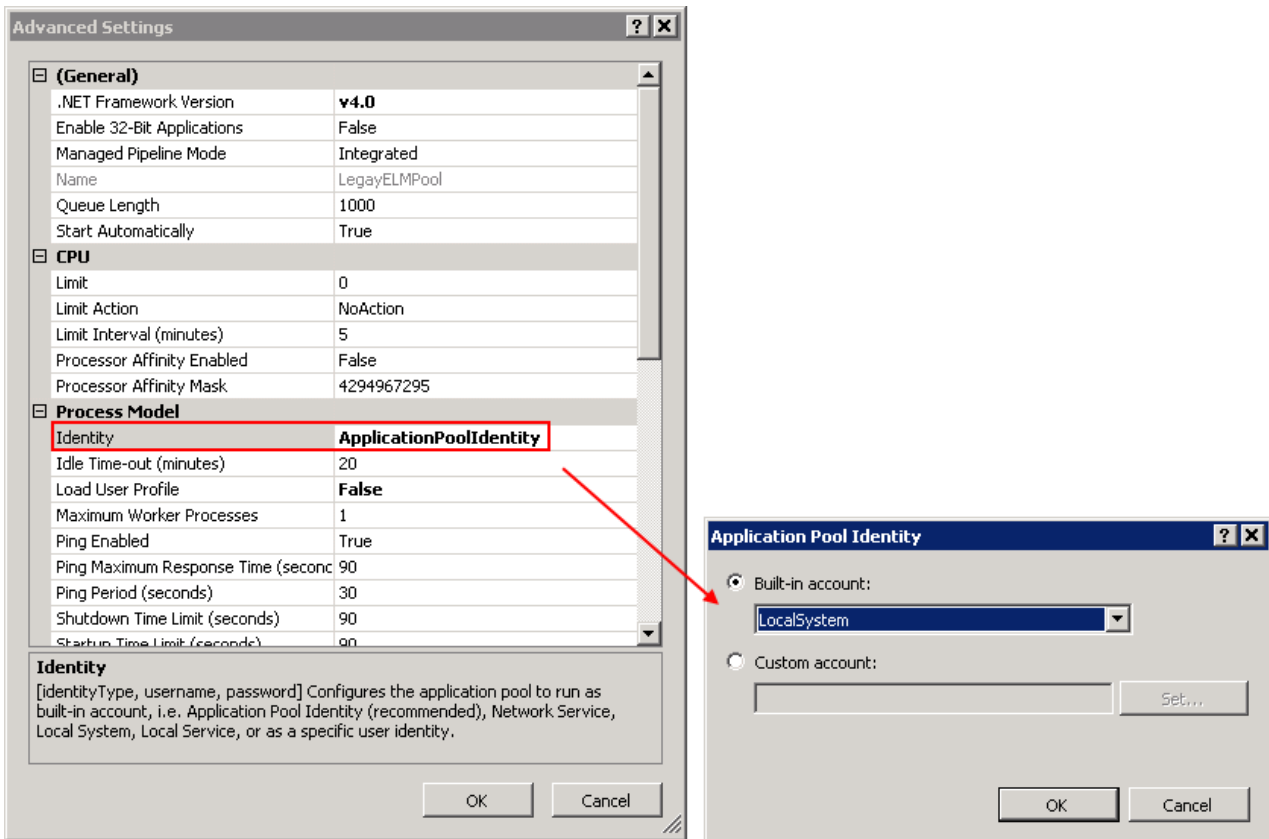 Advanced Settings
(General)
.NET Framework Version v4.0
Enable 32-Bit Applications False
Managed Pipeline Mode Integrated
Name LegayELMPool
Queue Length 1000
Start Automatically True
CPU
Limit 0
Limit Action NoAction
Limit Interval (minutes) 5
Processor Affinity Enabled False
Processor Affinity Mask 4294967295
Process Model
Identity ApplicationPoolIdentity
Idle Time-out (minutes) 20
Load User Profile False
Maximum Worker Processes 1
Ping Enabled True
Ping Maximum Response Time (seconc 90
Ping Period (seconds) 30
Shutdown Time Limit (seconds) 90
Startup Time Limit (seconds) 90
Identity
[identityType, username, password] Configures the application pool to run as
built-in account, i.e. Application Pool Identity (recommended), Network Service,
Local System, Local Service, or as a specific user identity.
OK Cancel
Application Pool Identity
Built-in account:
LocalSystem
Custom account:
Set...
OK Cancel